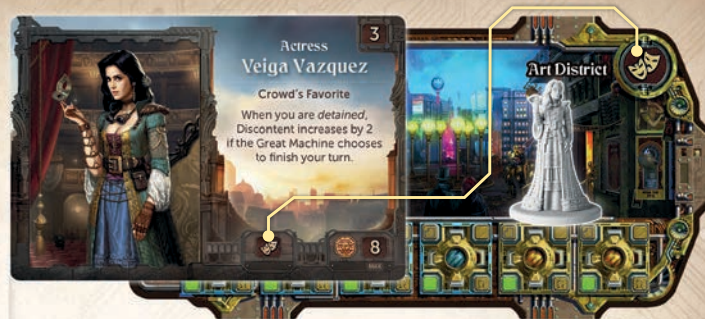 3
Actress
Veiga Vazquez
Crowd's Favorite
When you are detained,
Discontent increases by 2
if the Great Machine chooses
to finish your turn.
8
Art District